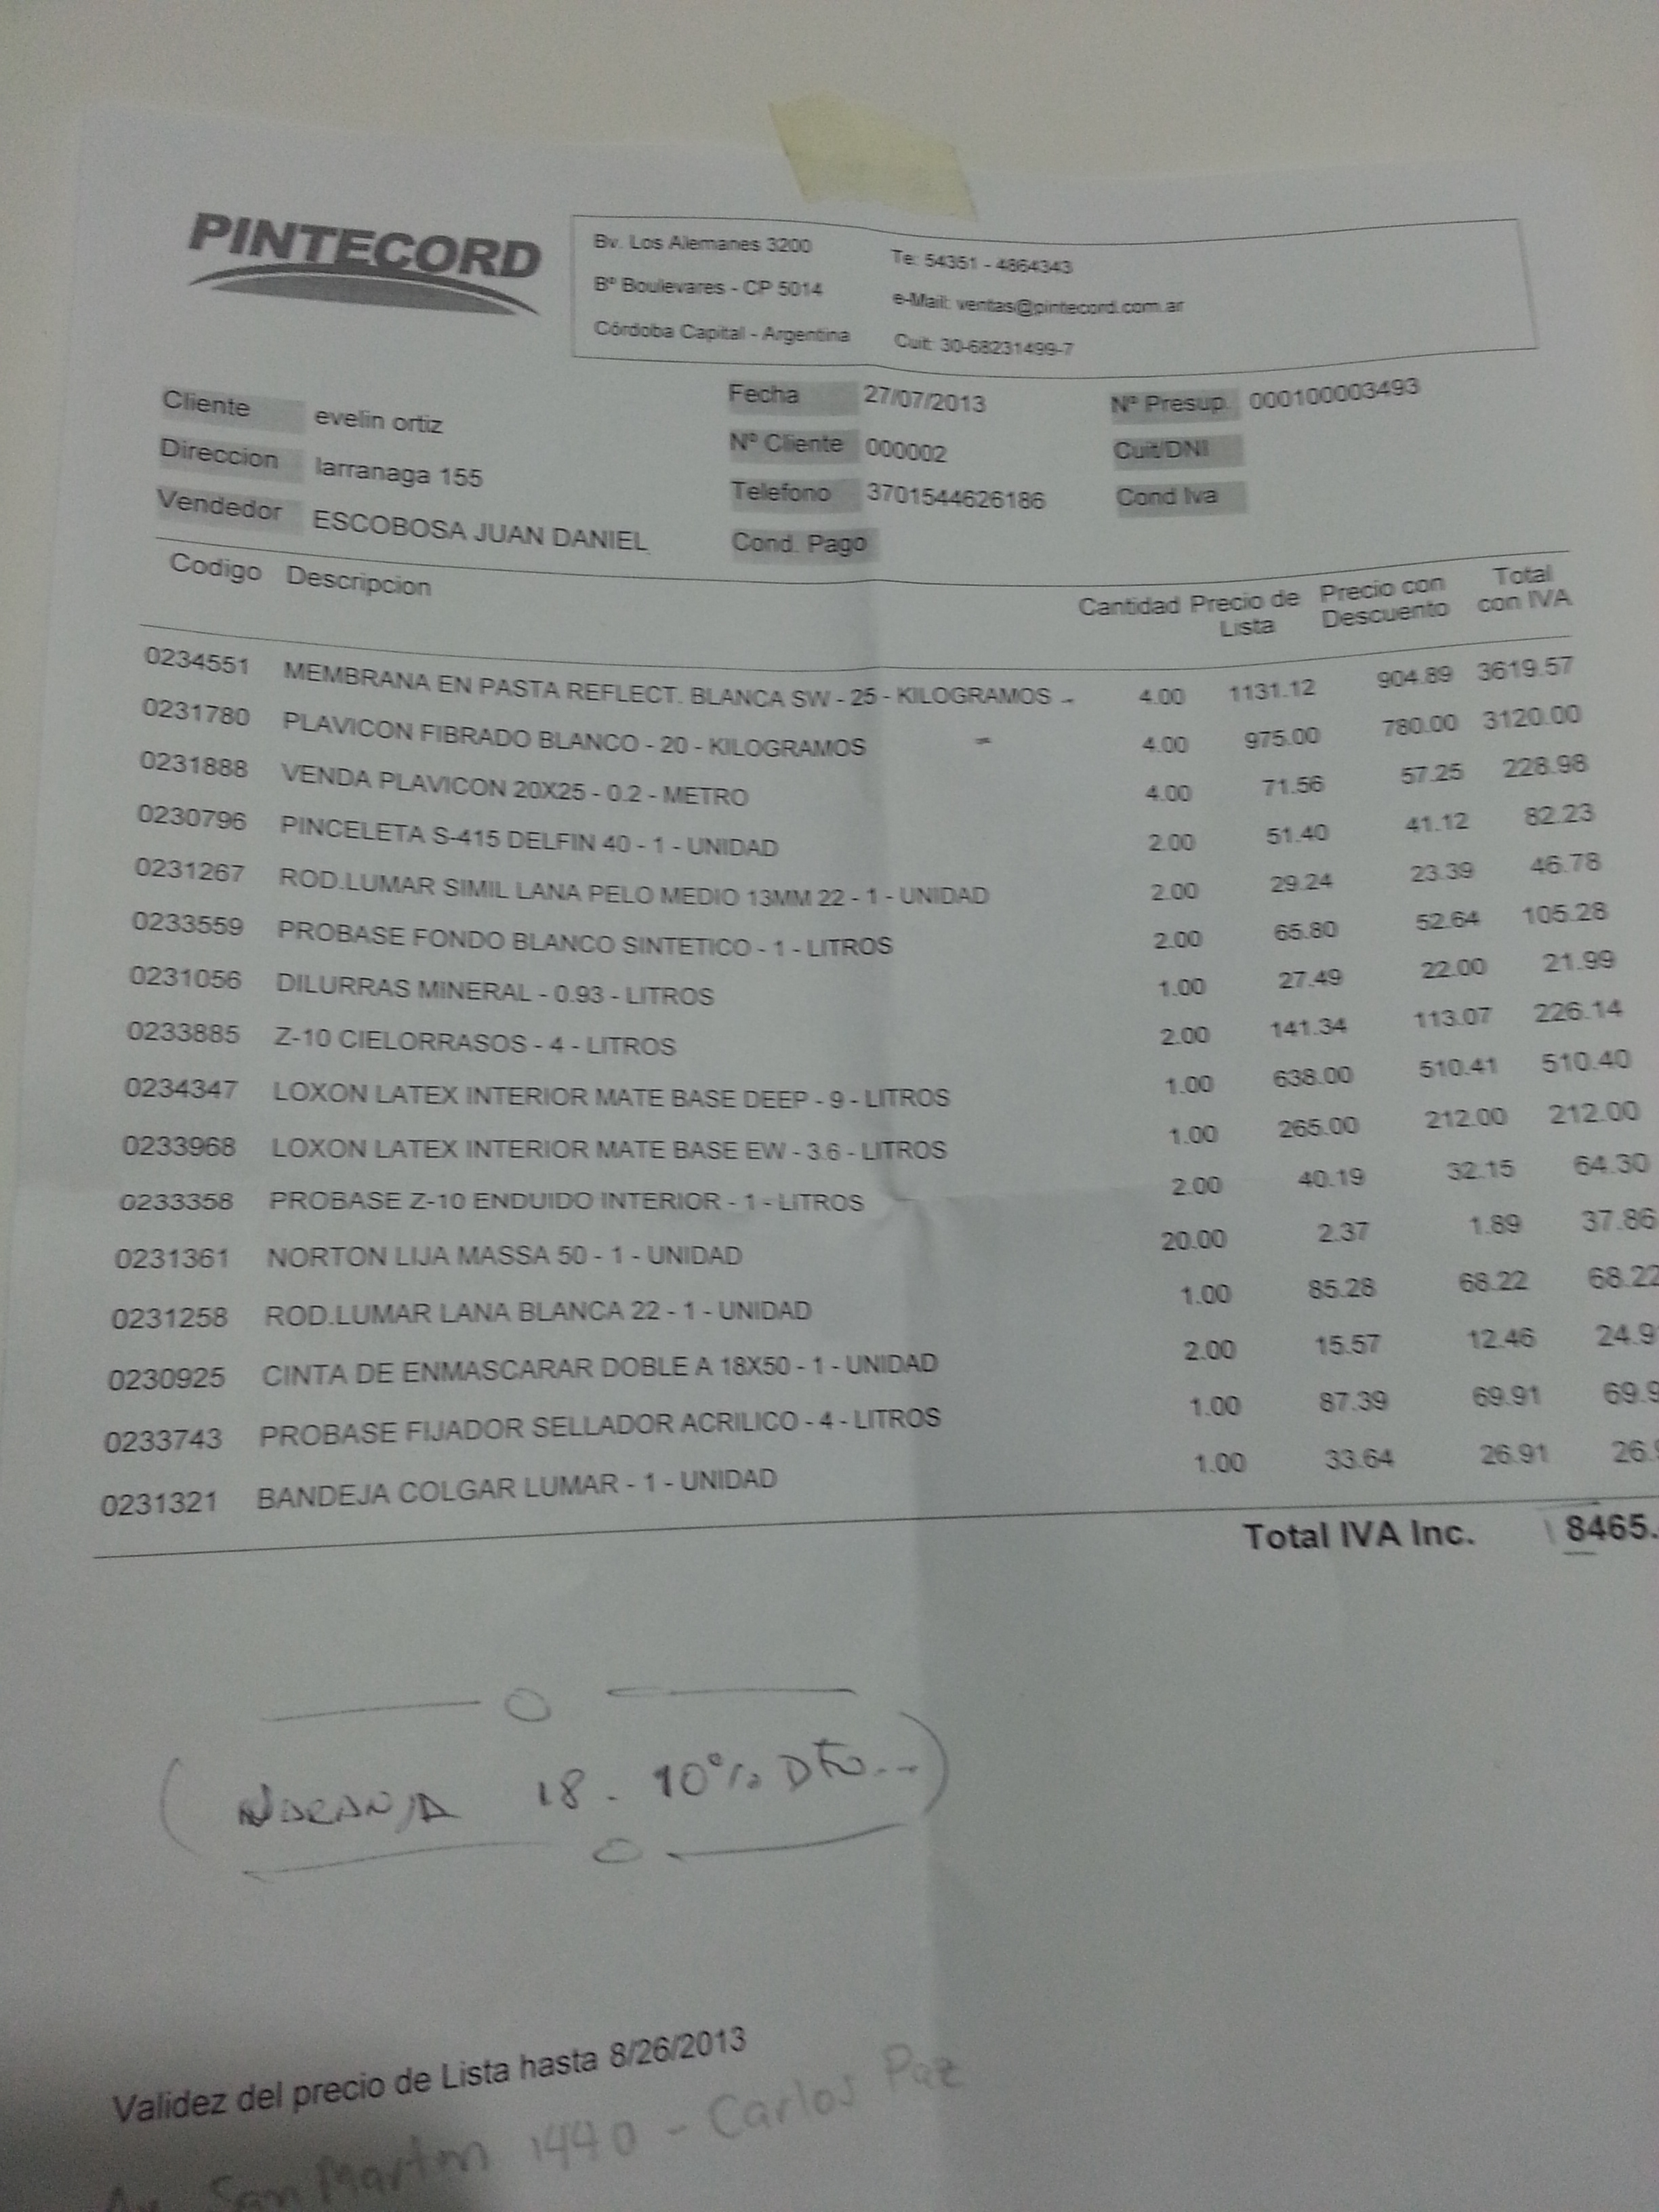 PINTECORD
Bv. Los Alemanes 3200
Bº Boulevares - CP 5014
Córdoba Capital - Argentina
Te: 54351 - 4864343
e-Mail: ventas@pintecord.com.ar
Cuit: 30-68231499-7
Cliente evelin ortiz
Direccion larranaga 155
Vendedor ESCOBOSA JUAN DANIEL
Fecha 27/07/2013
Nº Cliente 000002
Telefono 3701544626186
Cond. Pago
Nº Presup. 000100003493
Cuit/DNI
Cond Iva
Codigo Descripcion Cantidad Precio de Lista Precio con Descuento Total con IVA
0234551 MEMBRANA EN PASTA REFLECT. BLANCA SW - 25 - KILOGRAMOS 4.00 1131.12 904.89 3619.57
0231780 PLAVICON FIBRADO BLANCO - 20 - KILOGRAMOS 4.00 975.00 780.00 3120.00
0231888 VENDA PLAVICON 20X25 - 0.2 - METRO 4.00 71.56 57.25 228.98
0230796 PINCELETA S-415 DELFIN 40 - 1 - UNIDAD 2.00 51.40 41.12 82.23
0231267 ROD.LUMAR SIMIL LANA PELO MEDIO 13MM 22 - 1 - UNIDAD 2.00 29.24 23.39 46.78
0233559 PROBASE FONDO BLANCO SINTETICO - 1 - LITROS 2.00 65.80 52.64 105.28
0231056 DILURRAS MINERAL - 0.93 - LITROS 1.00 27.49 22.00 21.99
0233885 Z-10 CIELORRASOS - 4 - LITROS 2.00 141.34 113.07 226.14
0234347 LOXON LATEX INTERIOR MATE BASE DEEP - 9 - LITROS 1.00 638.00 510.41 510.40
0233968 LOXON LATEX INTERIOR MATE BASE EW - 3.6 - LITROS 1.00 265.00 212.00 212.00
0233358 PROBASE Z-10 ENDUIDO INTERIOR - 1 - LITROS 2.00 40.19 32.15 64.30
0231361 NORTON LIJA MASSA 50 - 1 - UNIDAD 20.00 2.37 1.89 37.86
0231258 ROD.LUMAR LANA BLANCA 22 - 1 - UNIDAD 1.00 85.28 68.22 68.22
0230925 CINTA DE ENMASCARAR DOBLE A 18X50 - 1 - UNIDAD 2.00 15.57 12.46 24.9
0233743 PROBASE FIJADOR SELLADOR ACRILICO - 4 - LITROS 1.00 87.39 69.91 69.9
0231321 BANDEJA COLGAR LUMAR - 1 - UNIDAD 1.00 33.64 26.91 26.
Total IVA Inc. 8465.
(NARANJA 18. 10% DTO...)
Validez del precio de Lista hasta 8/26/2013
Av San Martin 1440 - Carlos Paz